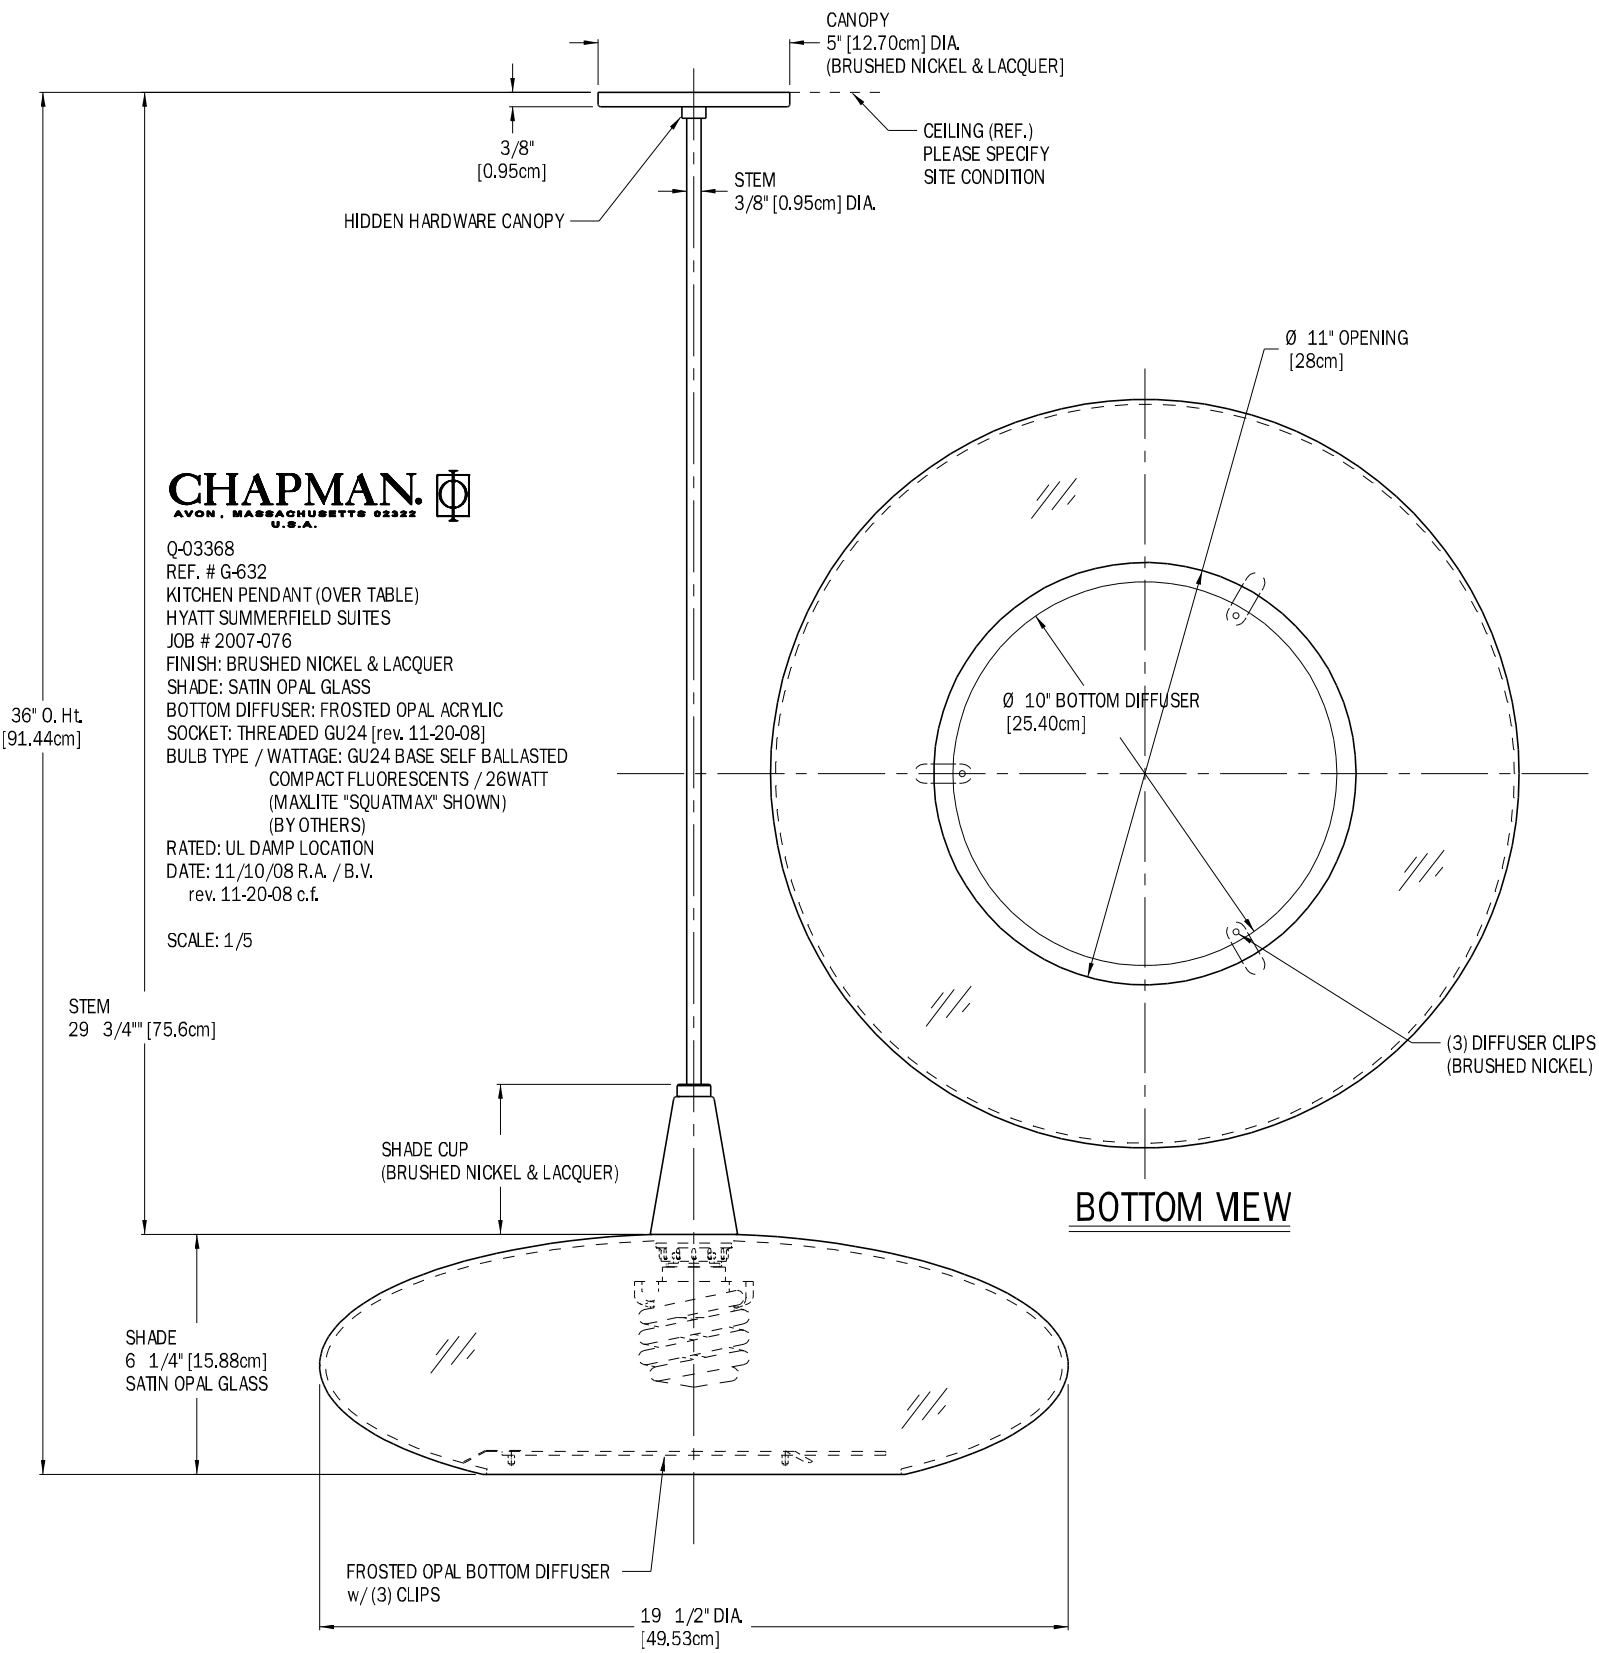 CANOPY
5" [12.70cm] DIA.
(BRUSHED NICKEL & LACQUER]
CEILING (REF.)
PLEASE SPECIFY
SITE CONDITION
3/8"
[0.95cm]
STEM
3/8" [0.95cm] DIA.
HIDDEN HARDWARE CANOPY
Ø 11" OPENING
[28cm]
CHAPMAN.
AVON, MASSACHUSETTS 02322
U.S.A.
Q-03368
REF. # G-632
KITCHEN PENDANT (OVER TABLE)
HYATT SUMMERFIELD SUITES
JOB # 2007-076
FINISH: BRUSHED NICKEL & LACQUER
SHADE: SATIN OPAL GLASS
BOTTOM DIFFUSER: FROSTED OPAL ACRYLIC
SOCKET: THREADED GU24 [rev. 11-20-08]
BULB TYPE / WATTAGE: GU24 BASE SELF BALLASTED
COMPACT FLUORESCENTS / 26WATT
(MAXLITE "SQUATMAX" SHOWN)
(BY OTHERS)
RATED: UL DAMP LOCATION
DATE: 11/10/08 R.A. / B.V.
rev. 11-20-08 c.f.
SCALE: 1/5
36" O. Ht.
[91.44cm]
Ø 10" BOTTOM DIFFUSER
[25.40cm]
STEM
29 3/4"" [75.6cm]
(3) DIFFUSER CLIPS
(BRUSHED NICKEL)
SHADE CUP
(BRUSHED NICKEL & LACQUER)
BOTTOM VIEW
SHADE
6 1/4" [15.88cm]
SATIN OPAL GLASS
FROSTED OPAL BOTTOM DIFFUSER
w/ (3) CLIPS
19 1/2" DIA.
[49.53cm]